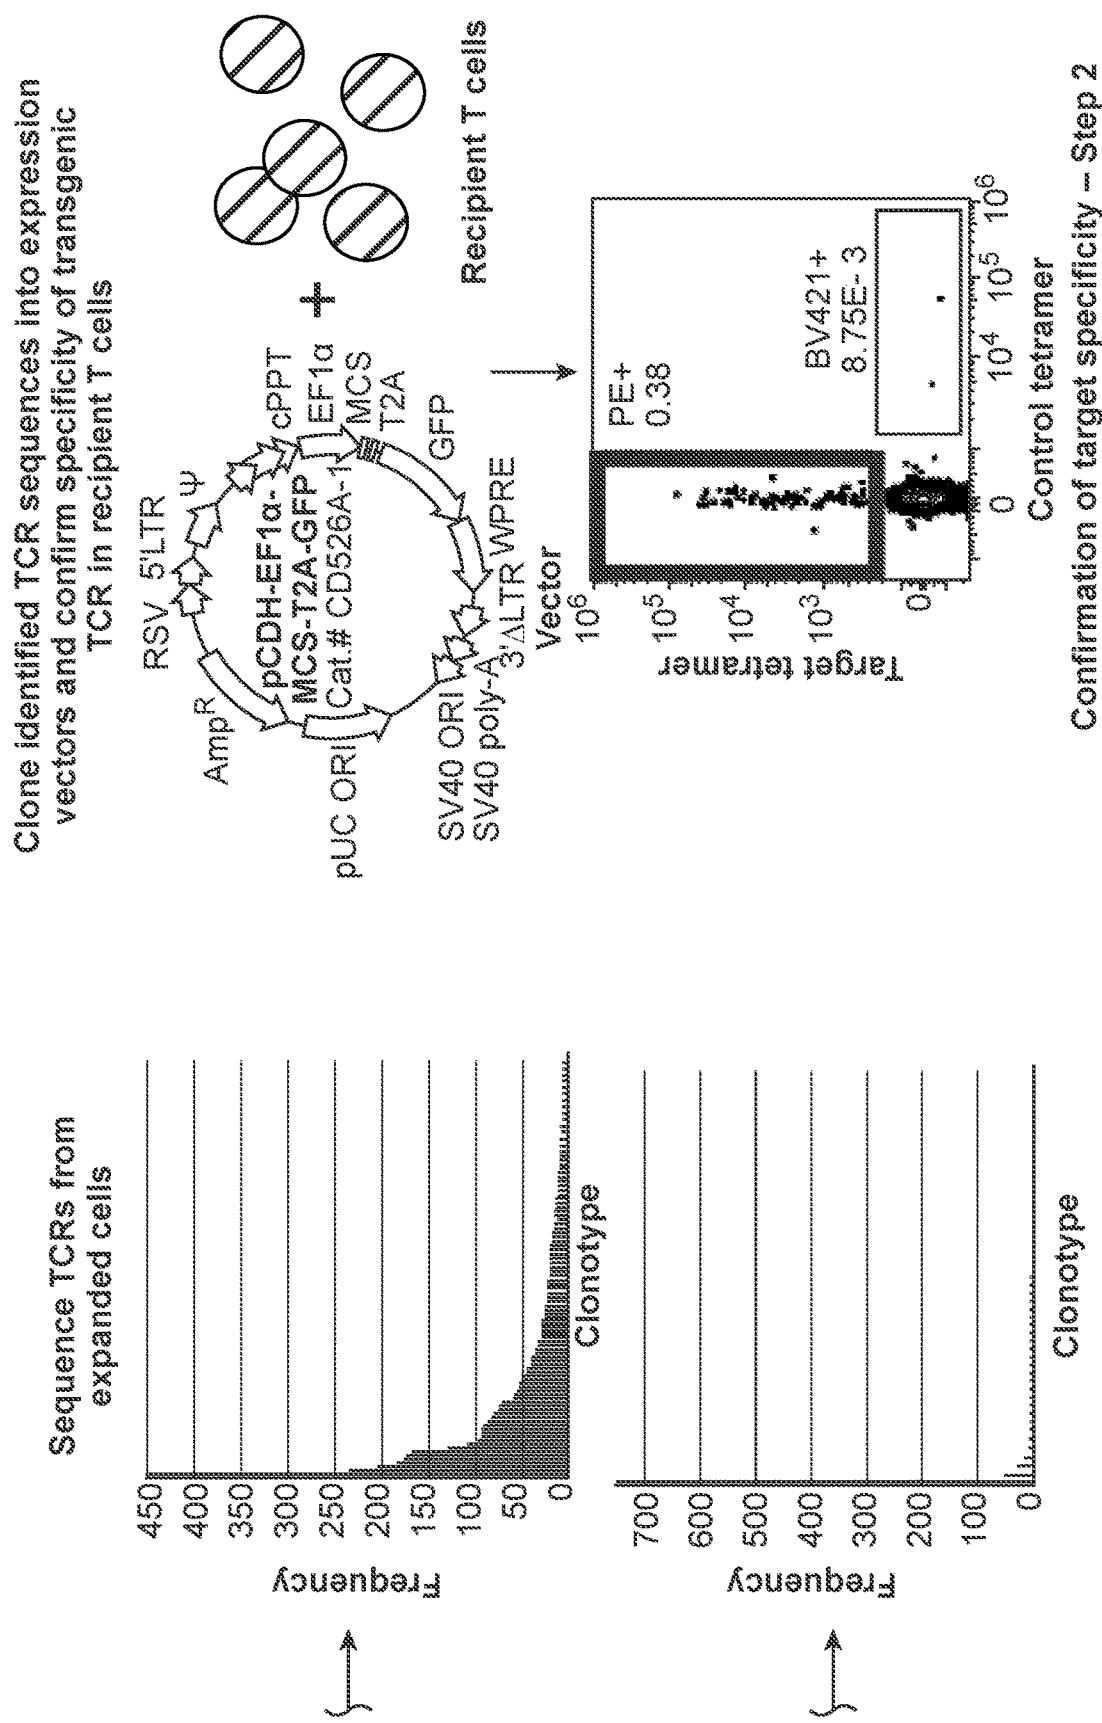 Sequence TCRs from
expanded cells
Frequency
450
400
350
300
250
200
150
100
50
0
Clonotype
Frequency
700
600
500
400
300
200
100
0
Clonotype
Clone identified TCR sequences into expression
vectors and confirm specificity of transgenic
TCR in recipient T cells
RSV
5'LTR
Ψ
cPPT
EF1α
MCS
T2A
GFP
WPRE
3'ΔLTR
SV40 poly-A
SV40 ORI
pUC ORI
AmpR
pCDH-EF1α-
MCS-T2A-GFP
Cat.# CD526A-1
Vector
+
Recipient T cells
Target tetramer
10^6
10^5
10^4
10^3
0
PE+
0.38
BV421+
8.75E- 3
0
10^4
10^5
10^6
Control tetramer
Confirmation of target specificity – Step 2